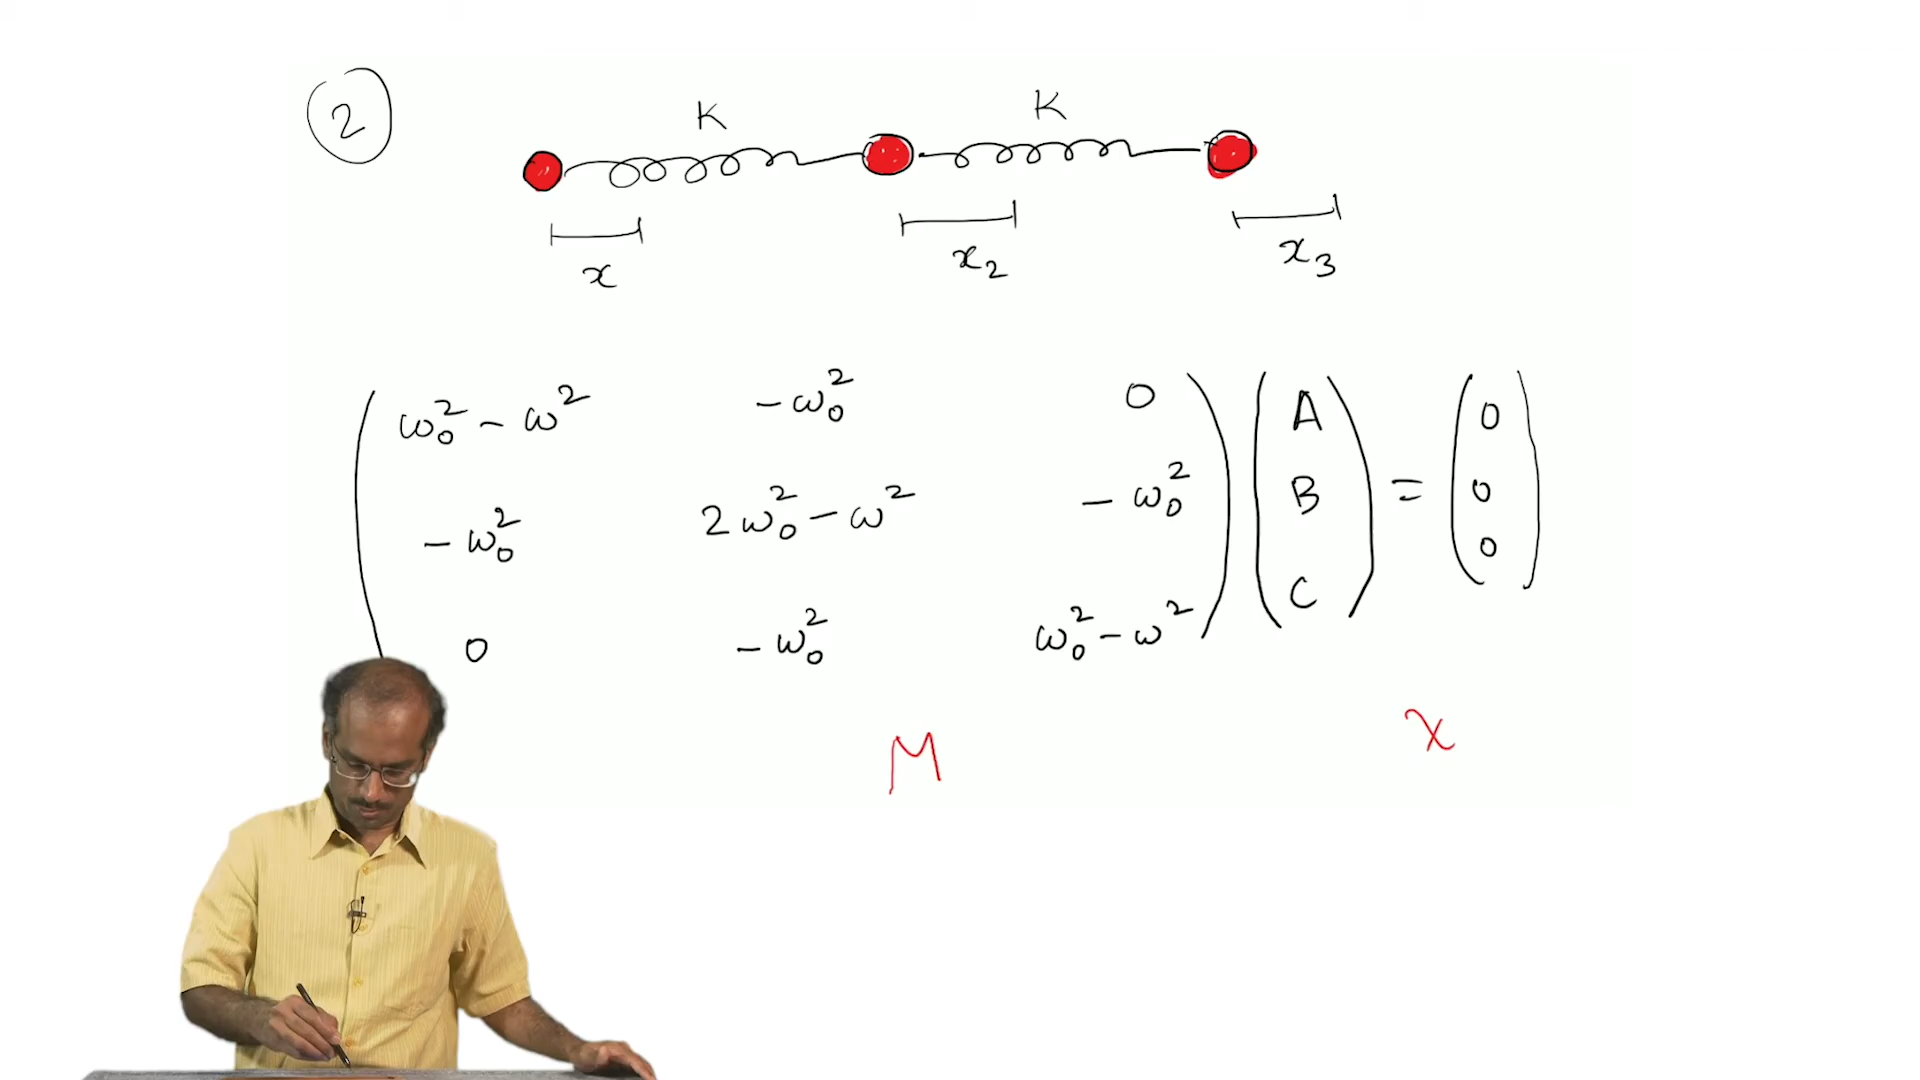 2
K K
x x₂ x₃
ω₀² − ω² −ω₀² 0 A 0
−ω₀² 2ω₀² − ω² −ω₀² B = 0
0 −ω₀² ω₀² − ω² C 0
M x